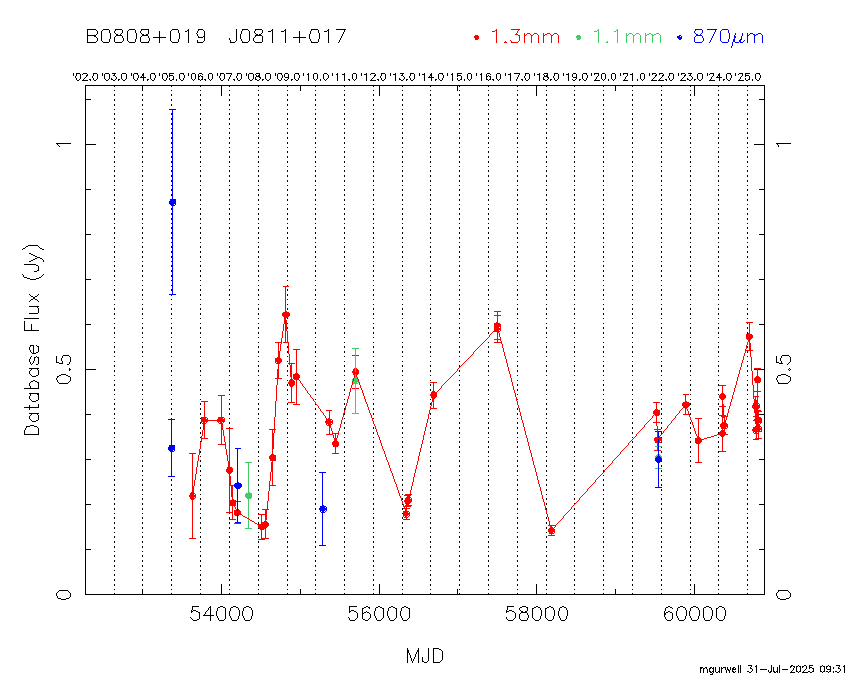 B0808+019 J0811+017 1.3mm 1.1mm 870μm
'02.0 '03.0 '04.0 '05.0 '06.0 '07.0 '08.0 '09.0 '10.0 '11.0 '12.0 '13.0 '14.0 '15.0 '16.0 '17.0 '18.0 '19.0 '20.0 '21.0 '22.0 '23.0 '24.0 '25.0
1 1
Database Flux (Jy)
0.5 0.5
0 0
54000 56000 58000 60000
MJD
mgurwell 31-Jul-2025 09:31